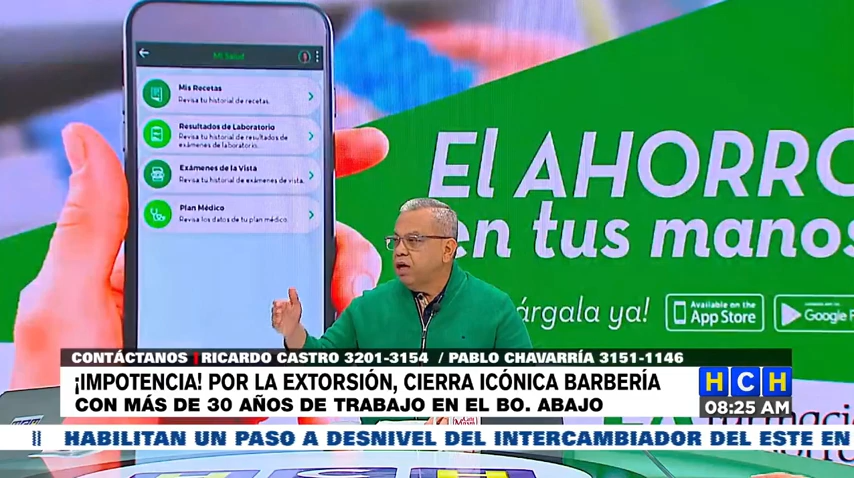 Mi Salud
Mis Recetas
Revisa tu historial de recetas.
Resultados de Laboratorio
Revisa tu historial de resultados de
exámenes de laboratorio.
Exámenes de la Vista
Revisa tu historial de exámenes de vista.
Plan Médico
Revisa los datos de tu plan médico.
El AHORRO
en tus manos
árgala ya!
Available on the
App Store
Google P
CONTÁCTANOS | RICARDO CASTRO 3201-3154 / PABLO CHAVARRÍA 3151-1146
¡IMPOTENCIA! POR LA EXTORSIÓN, CIERRA ICÓNICA BARBERÍA
CON MÁS DE 30 AÑOS DE TRABAJO EN EL BO. ABAJO
HCH
08:25 AM
HABILITAN UN PASO A DESNIVEL DEL INTERCAMBIADOR DEL ESTE EN